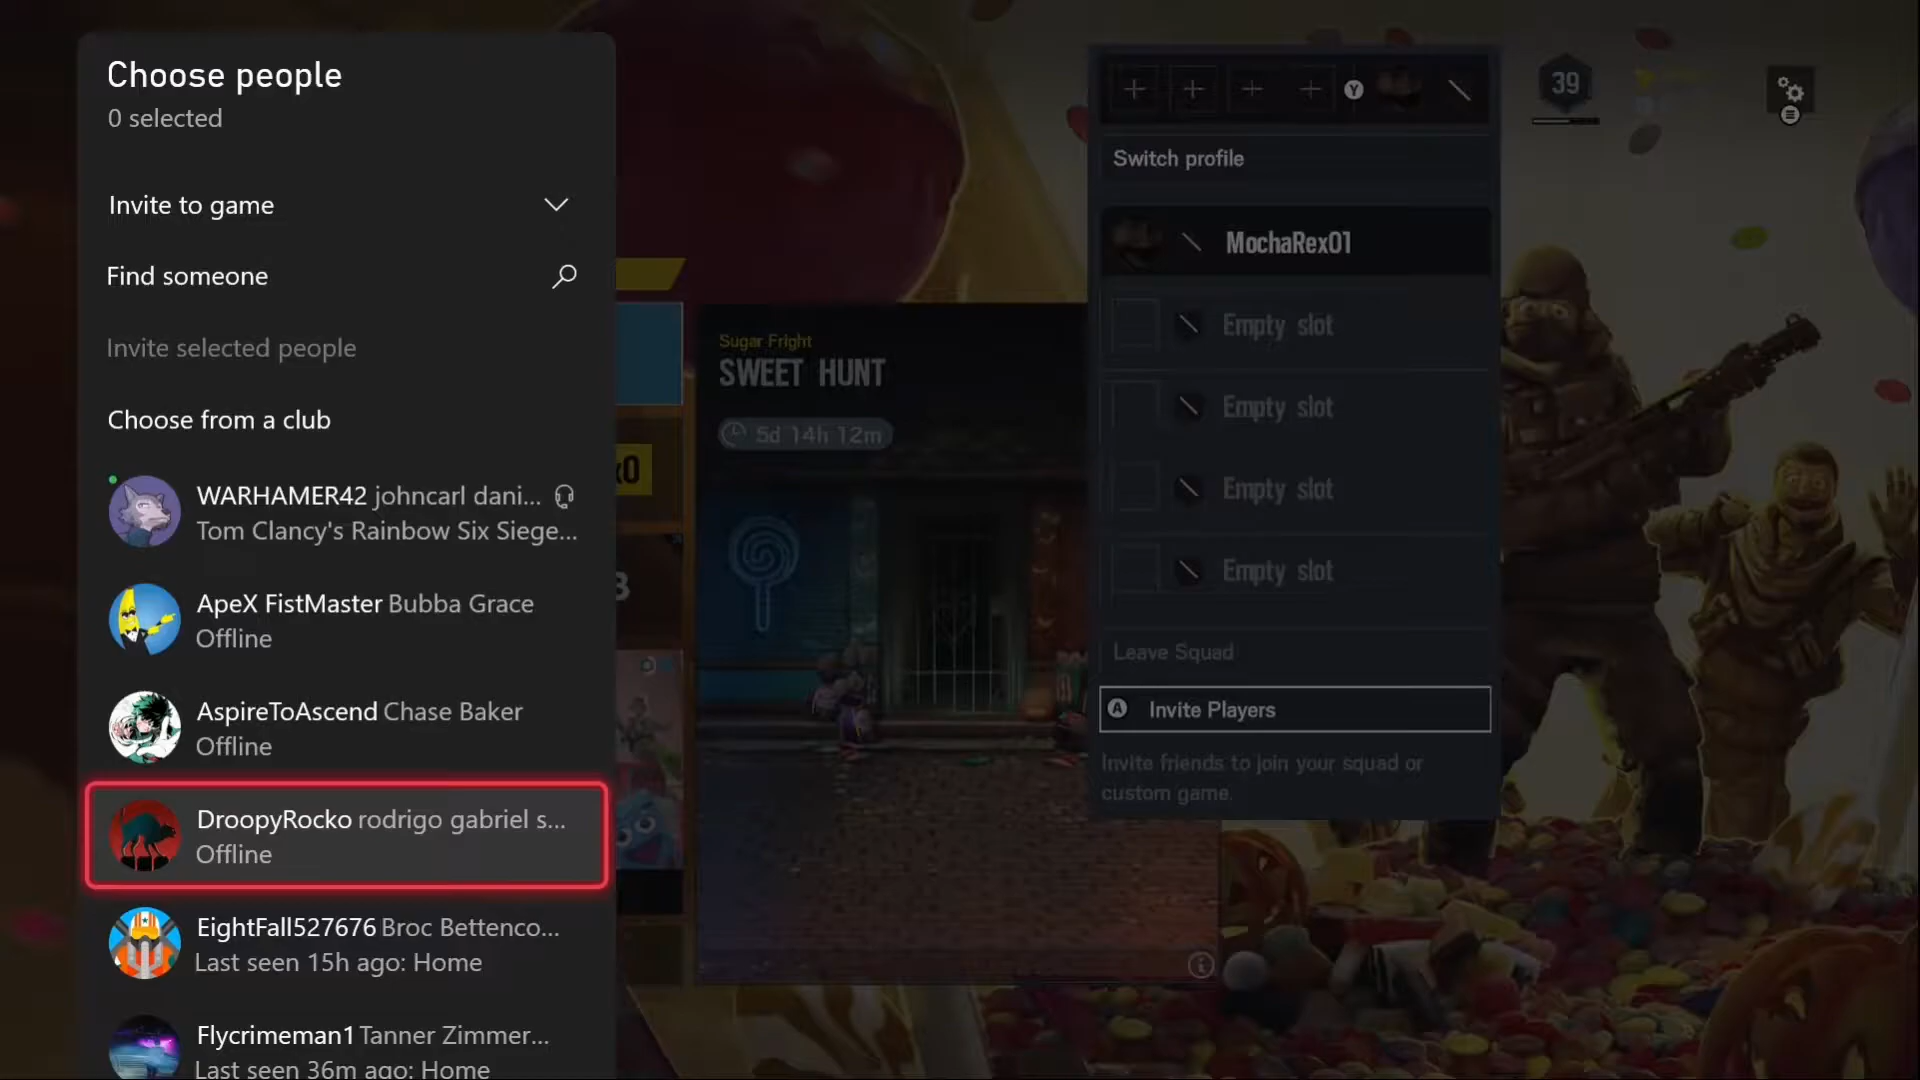 Choose people
0 selected
Invite to game
Find someone
Invite selected people
Choose from a club
WARHAMER42 johncarl dani...
Tom Clancy's Rainbow Six Siege...
ApeX FistMaster Bubba Grace
Offline
AspireToAscend Chase Baker
Offline
DroopyRocko rodrigo gabriel s...
Offline
EightFall527676 Broc Bettenco...
Last seen 15h ago: Home
Flycrimeman1 Tanner Zimmer...
Last seen 36m ago: Home
Sugar Fright
SWEET HUNT
5d 14h 12m
Y
39
Switch profile
MochaRex01
Empty slot
Empty slot
Empty slot
Empty slot
Leave Squad
A Invite Players
Invite friends to join your squad or
custom game.